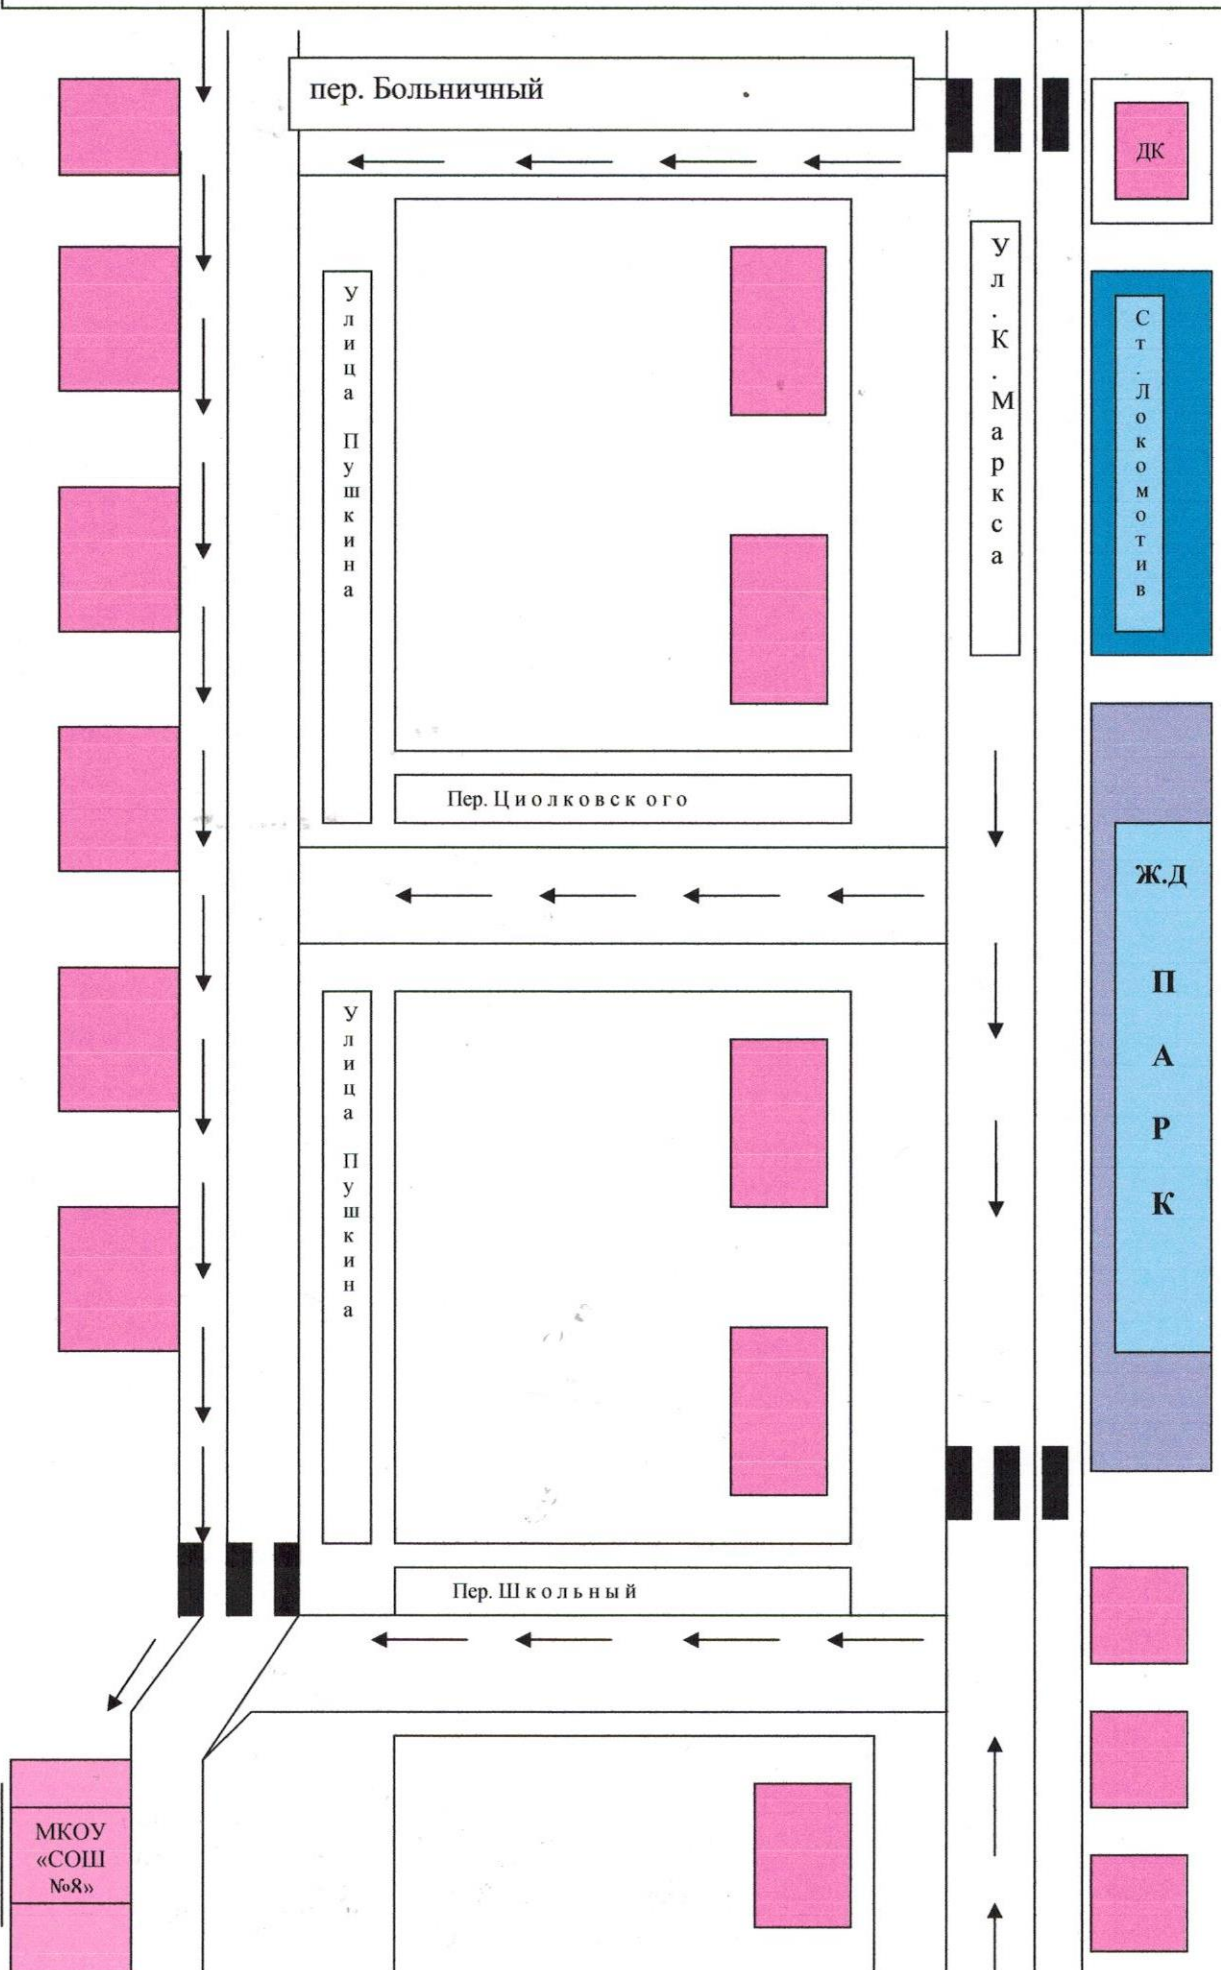 пер. Больничный
ДК
Ул. К. Маркса
Улица Пушкина
Ст. Локомотив
Пер. Циолковского
Ж.Д
ПАРК
Улица Пушкина
Пер. Школьный
МКОУ
«СОШ
№8»